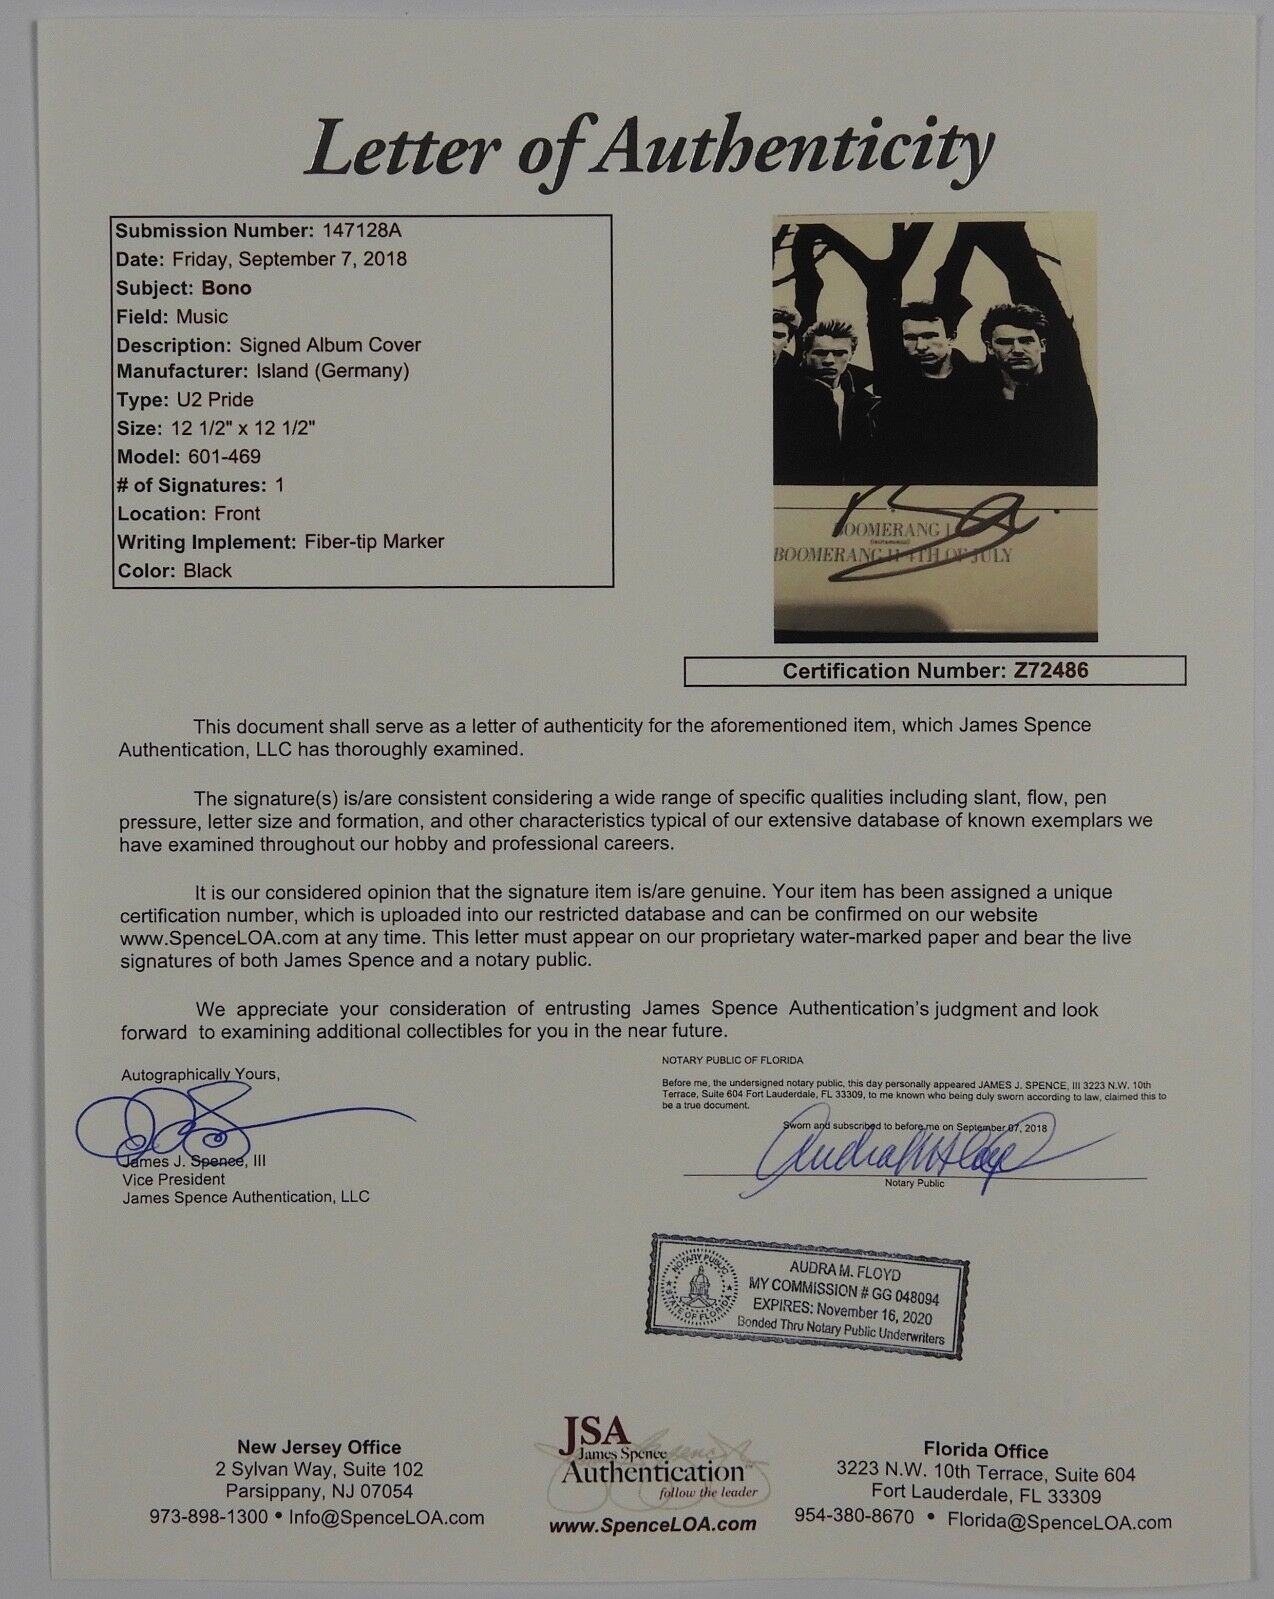 Letter of Authenticity
Submission Number: 147128A
Date: Friday, September 7, 2018
Subject: Bono
Field: Music
Description: Signed Album Cover
Manufacturer: Island (Germany)
Type: U2 Pride
Size: 12 1/2" x 12 1/2"
Model: 601-469
# of Signatures: 1
Location: Front
Writing Implement: Fiber-tip Marker
Color: Black
BOOMERANG I
BOOMERANG II 4TH OF JULY
Certification Number: Z72486
This document shall serve as a letter of authenticity for the aforementioned item, which James Spence
Authentication, LLC has thoroughly examined.
The signature(s) is/are consistent considering a wide range of specific qualities including slant, flow, pen
pressure, letter size and formation, and other characteristics typical of our extensive database of known exemplars we
have examined throughout our hobby and professional careers.
It is our considered opinion that the signature item is/are genuine. Your item has been assigned a unique
certification number, which is uploaded into our restricted database and can be confirmed on our website
www.SpenceLOA.com at any time. This letter must appear on our proprietary water-marked paper and bear the live
signatures of both James Spence and a notary public.
We appreciate your consideration of entrusting James Spence Authentication's judgment and look
forward to examining additional collectibles for you in the near future.
Autographically Yours,
James J. Spence, III
Vice President
James Spence Authentication, LLC
NOTARY PUBLIC OF FLORIDA
Before me, the undersigned notary public, this day personally appeared JAMES J. SPENCE, III 3223 N.W. 10th
Terrace, Suite 604 Fort Lauderdale, FL 33309, to me known who being duly sworn according to law, claimed this to
be a true document.
Sworn and subscribed to before me on September 07, 2018
Audra M Floyd
Notary Public
NOTARY PUBLIC
STATE OF FLORIDA
AUDRA M. FLOYD
MY COMMISSION # GG 048094
EXPIRES: November 16, 2020
Bonded Thru Notary Public Underwriters
New Jersey Office
2 Sylvan Way, Suite 102
Parsippany, NJ 07054
973-898-1300 • Info@SpenceLOA.com
JSA
James Spence
Authentication™
follow the leader
www.SpenceLOA.com
Florida Office
3223 N.W. 10th Terrace, Suite 604
Fort Lauderdale, FL 33309
954-380-8670 • Florida@SpenceLOA.com